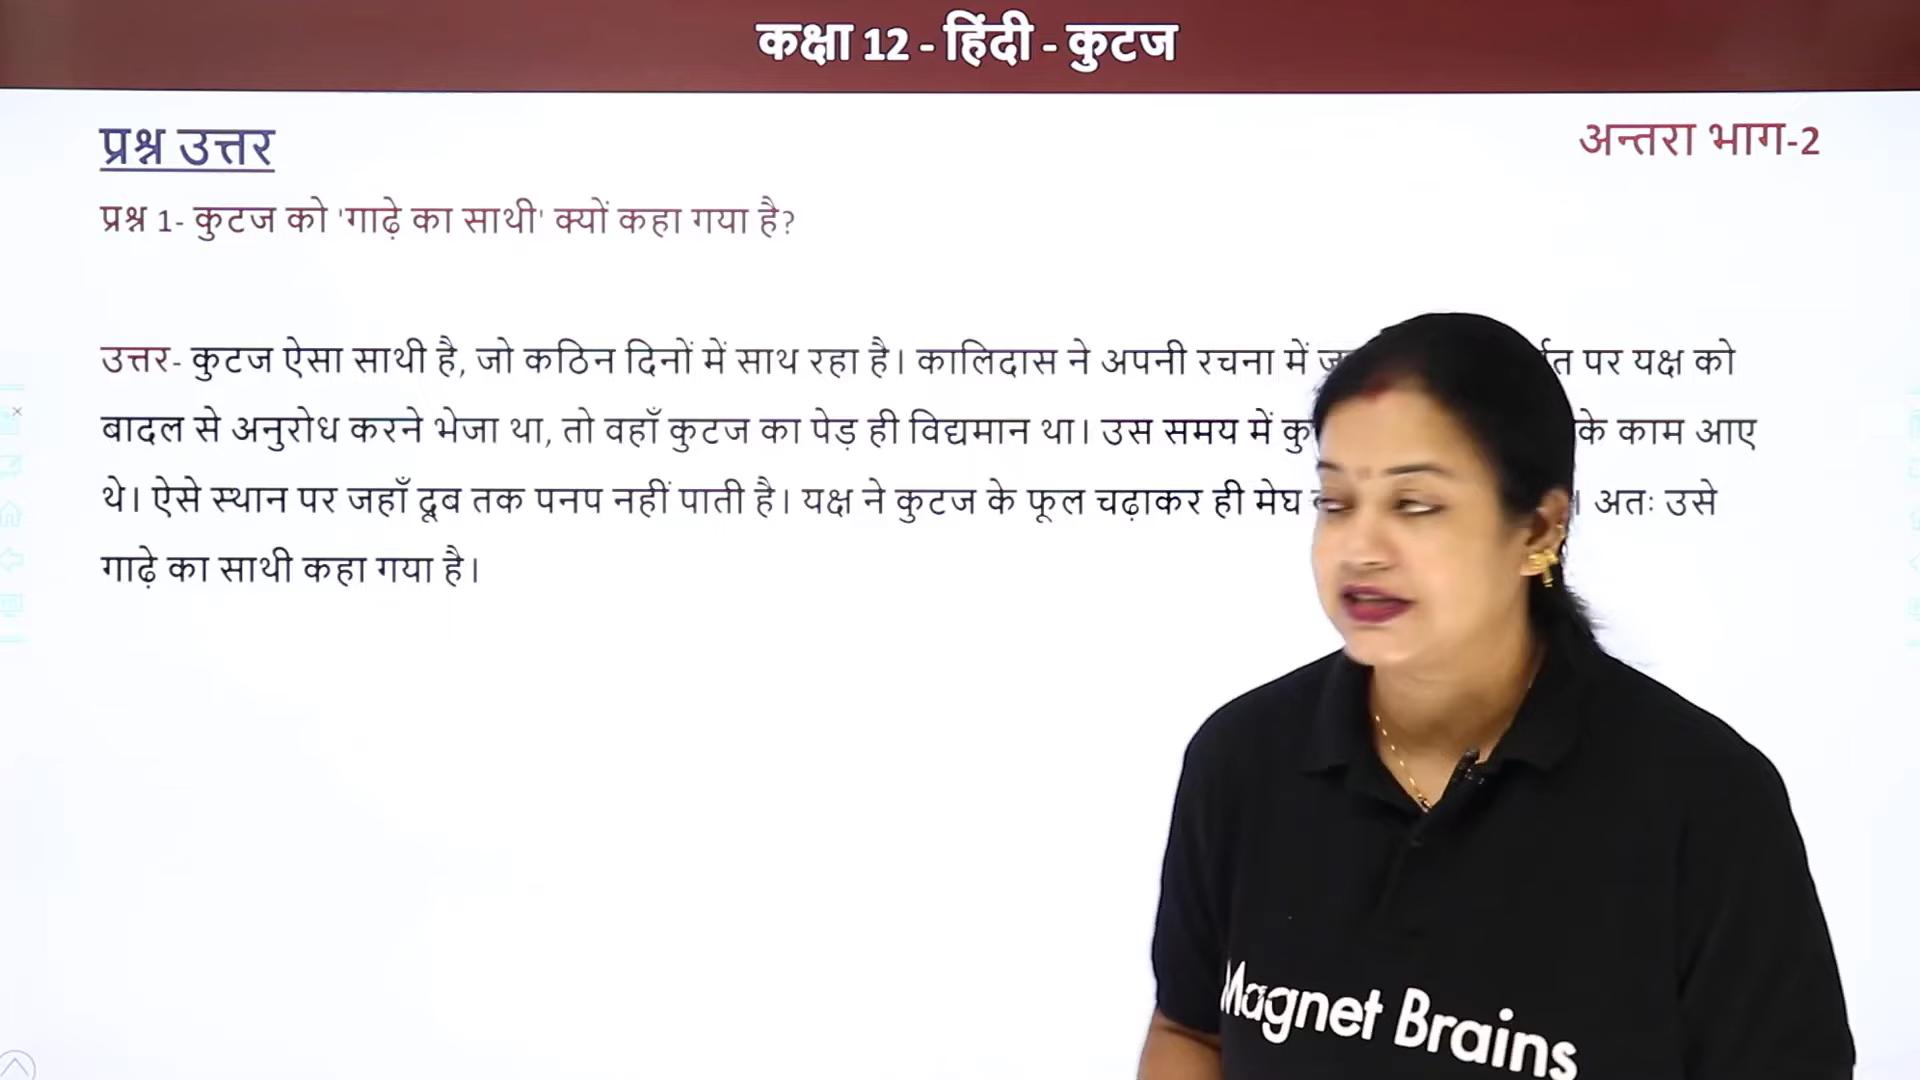 कक्षा 12 - हिंदी - कुटज
प्रश्न उत्तर
अन्तरा भाग-2
प्रश्न 1- कुटज को 'गाढ़े का साथी' क्यों कहा गया है?
उत्तर- कुटज ऐसा साथी है, जो कठिन दिनों में साथ रहा है। कालिदास ने अपनी रचना में पर यक्ष को
बादल से अनुरोध करने भेजा था, तो वहाँ कुटज का पेड़ ही विद्यमान था। उस समय में के काम आए
थे। ऐसे स्थान पर जहाँ दूब तक पनप नहीं पाती है। यक्ष ने कुटज के फूल चढ़ाकर ही मेघ । अतः उसे
गाढ़े का साथी कहा गया है।
Magnet Brains